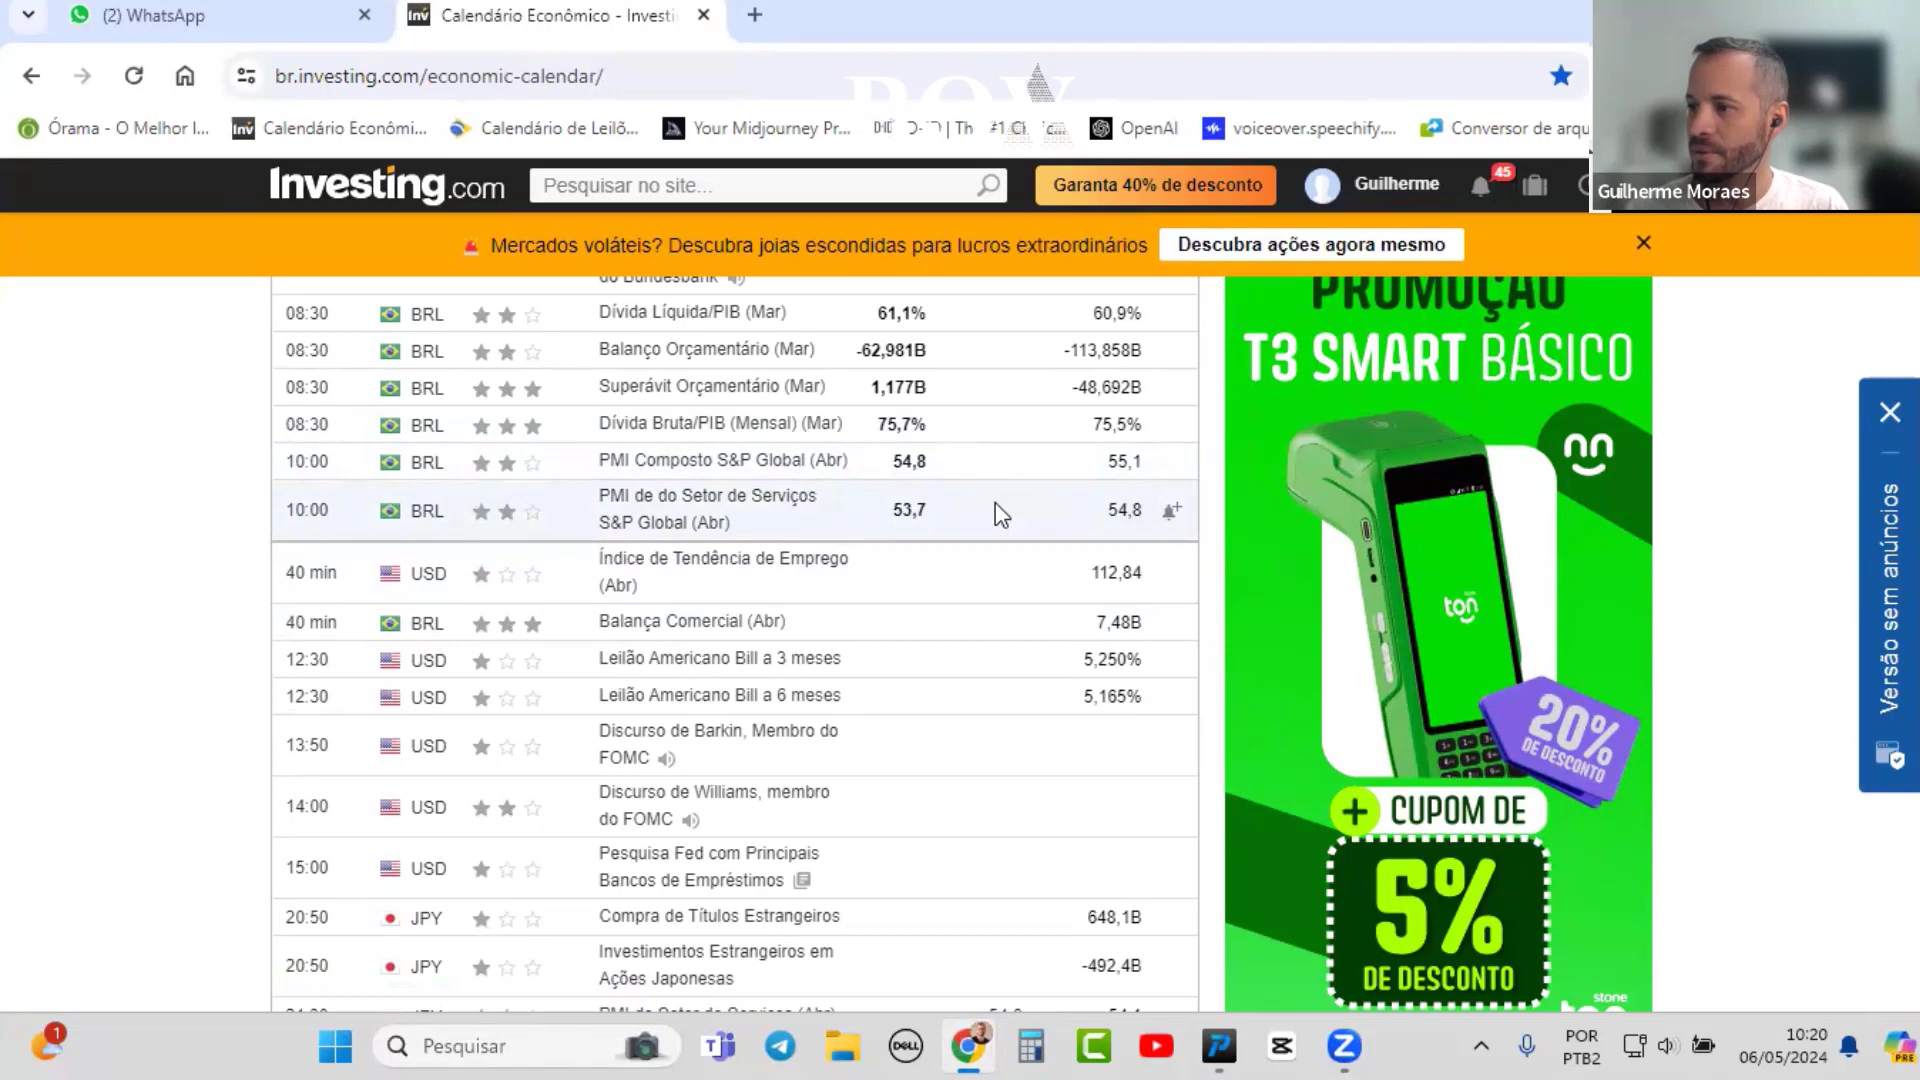 (2) WhatsApp
Inv Calendário Econômico - Investi
br.investing.com/economic-calendar/
POV
Órama - O Melhor I...
Inv Calendário Econômi...
Calendário de Leilõ...
Your Midjourney Pr...
OpenAI
voiceover.speechify....
Conversor de arqu
Investing.com
Pesquisar no site...
Garanta 40% de desconto
Guilherme
45
Guilherme Moraes
Mercados voláteis? Descubra joias escondidas para lucros extraordinários
Descubra ações agora mesmo
do Bundesbank
08:30 BRL Dívida Líquida/PIB (Mar) 61,1% 60,9%
08:30 BRL Balanço Orçamentário (Mar) -62,981B -113,858B
08:30 BRL Superávit Orçamentário (Mar) 1,177B -48,692B
08:30 BRL Dívida Bruta/PIB (Mensal) (Mar) 75,7% 75,5%
10:00 BRL PMI Composto S&P Global (Abr) 54,8 55,1
10:00 BRL PMI de do Setor de Serviços
S&P Global (Abr) 53,7 54,8
40 min USD Índice de Tendência de Emprego
(Abr) 112,84
40 min BRL Balança Comercial (Abr) 7,48B
12:30 USD Leilão Americano Bill a 3 meses 5,250%
12:30 USD Leilão Americano Bill a 6 meses 5,165%
13:50 USD Discurso de Barkin, Membro do
FOMC
14:00 USD Discurso de Williams, membro
do FOMC
15:00 USD Pesquisa Fed com Principais
Bancos de Empréstimos
20:50 JPY Compra de Títulos Estrangeiros 648,1B
20:50 JPY Investimentos Estrangeiros em
Ações Japonesas -492,4B
PROMOÇÃO
T3 SMART BÁSICO
ton
20%
DE DESCONTO
+ CUPOM DE
5%
DE DESCONTO
stone
ton
Versão sem anúncios
1
Pesquisar
DELL
POR
PTB2
10:20
06/05/2024
PRE